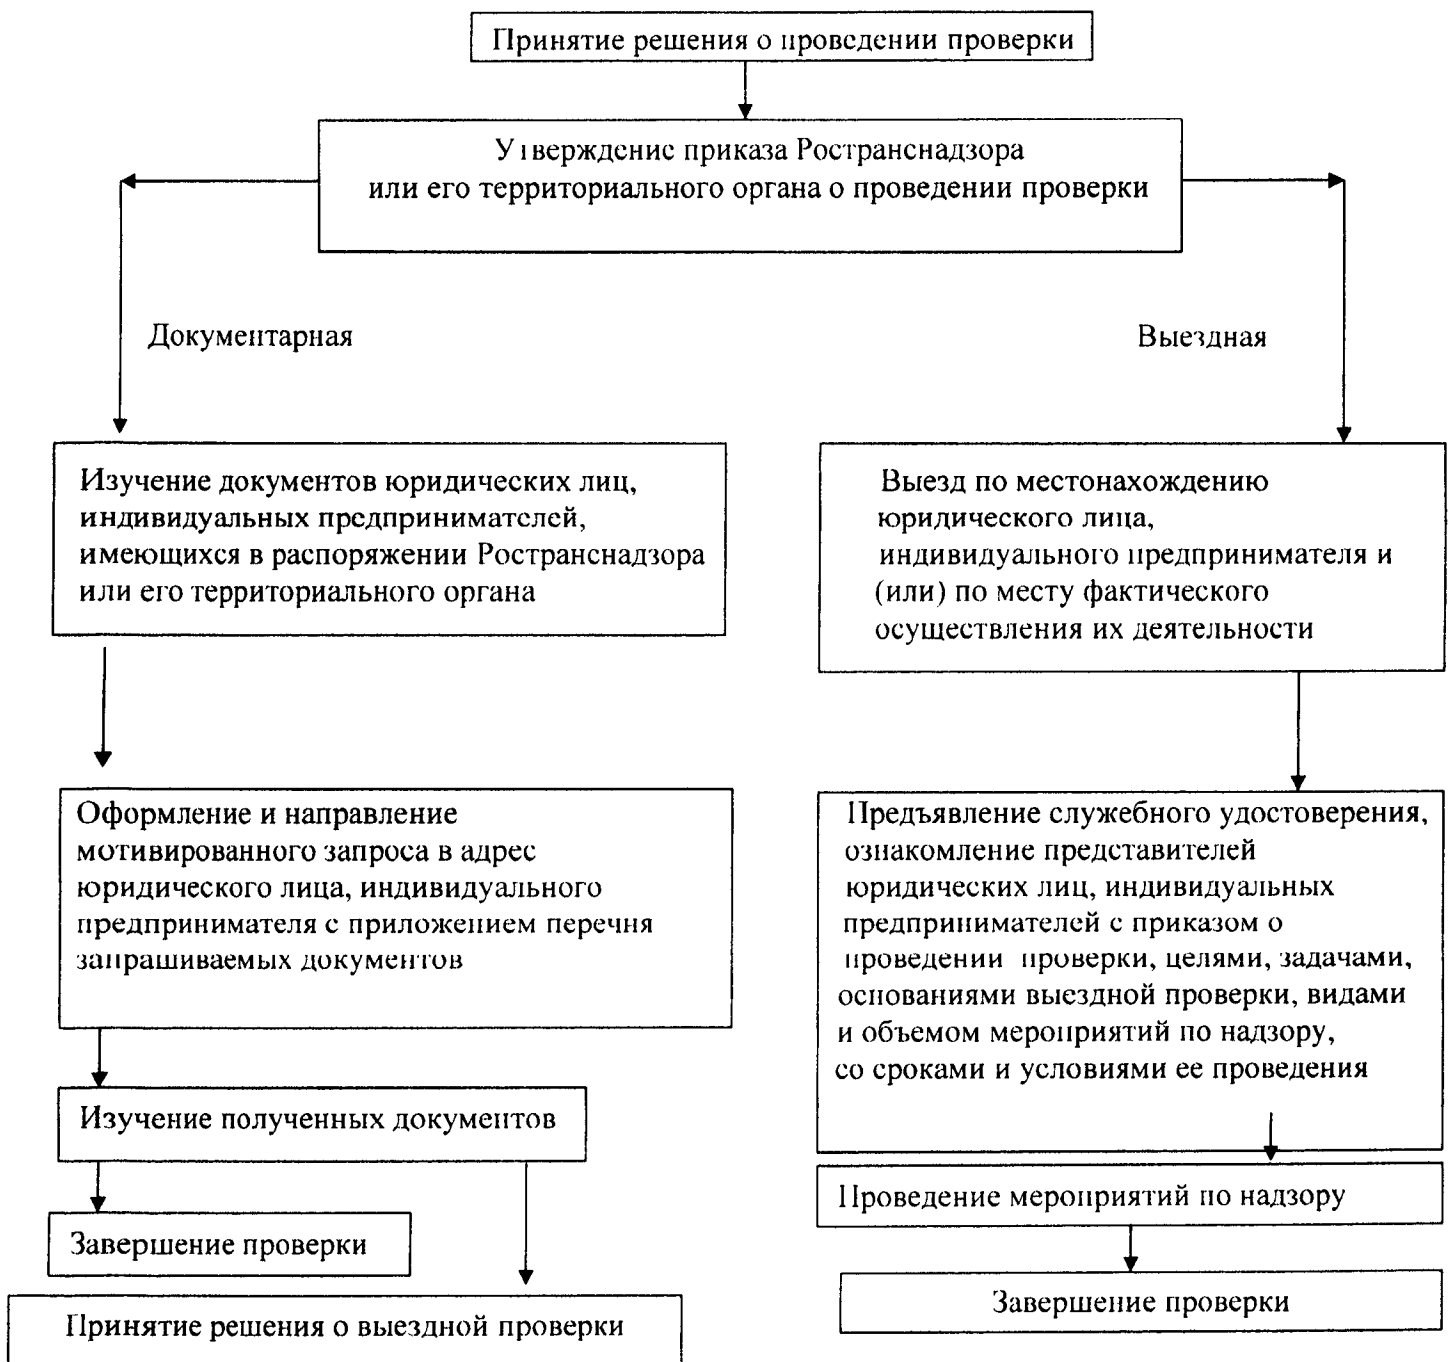 Принятие решения о проведении проверки
Утверждение приказа Ространснадзора
или его территориального органа о проведении проверки
Документарная
Выездная
Изучение документов юридических лиц,
индивидуальных предпринимателей,
имеющихся в распоряжении Ространснадзора
или его территориального органа
Выезд по местонахождению
юридического лица,
индивидуального предпринимателя и
(или) по месту фактического
осуществления их деятельности
Оформление и направление
мотивированного запроса в адрес
юридического лица, индивидуального
предпринимателя с приложением перечня
запрашиваемых документов
Предъявление служебного удостоверения,
ознакомление представителей
юридических лиц, индивидуальных
предпринимателей с приказом о
проведении проверки, целями, задачами,
основаниями выездной проверки, видами
и объемом мероприятий по надзору,
со сроками и условиями ее проведения
Изучение полученных документов
Проведение мероприятий по надзору
Завершение проверки
Завершение проверки
Принятие решения о выездной проверки